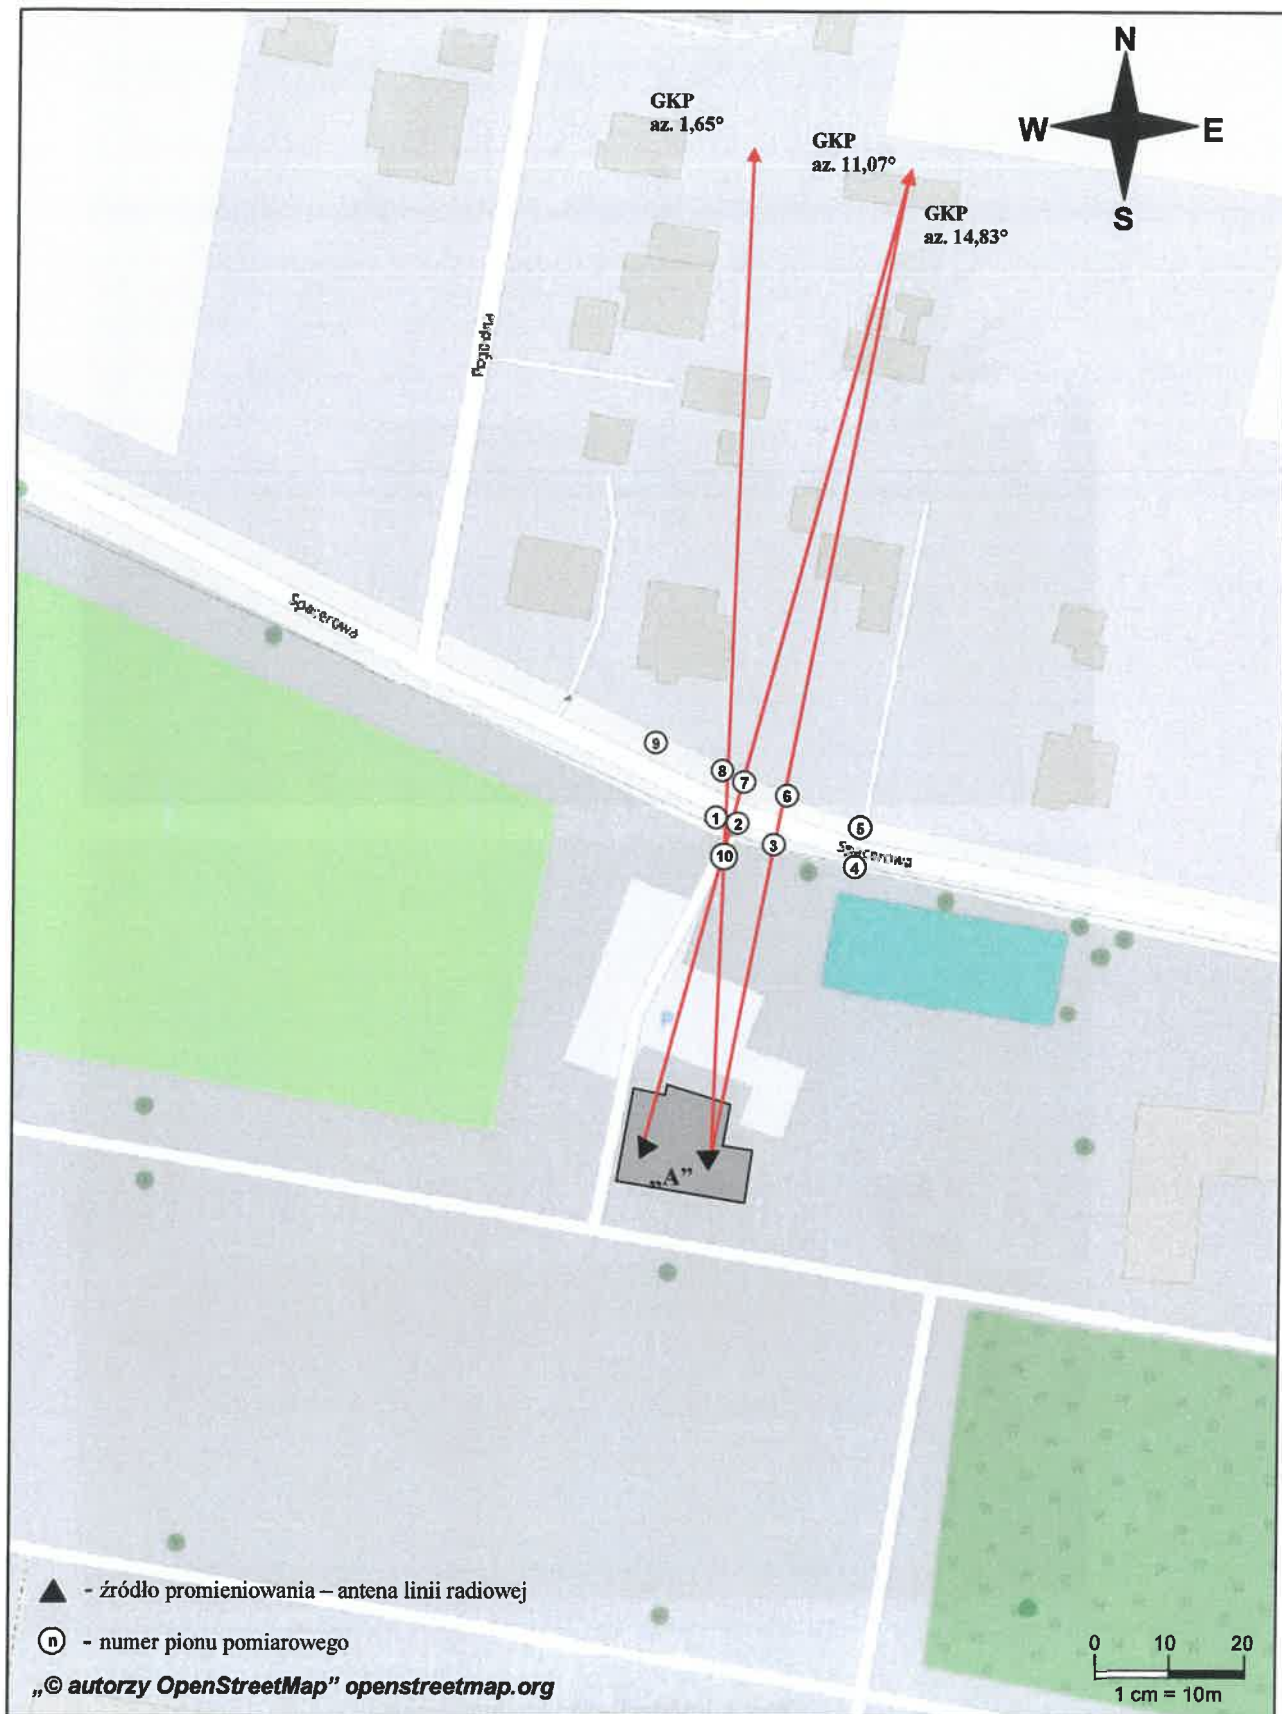 N
GKP
az. 1,65°
W
E
GKP
az. 11,07°
S
GKP
az. 14,83°
Pogodna
Spacerowa
9
8
7
6
1
2
5
3
Spacerowa
10
4
P
„A”
- źródło promieniowania – antena linii radiowej
n - numer pionu pomiarowego
0 10 20
„© autorzy OpenStreetMap” openstreetmap.org
1 cm = 10m